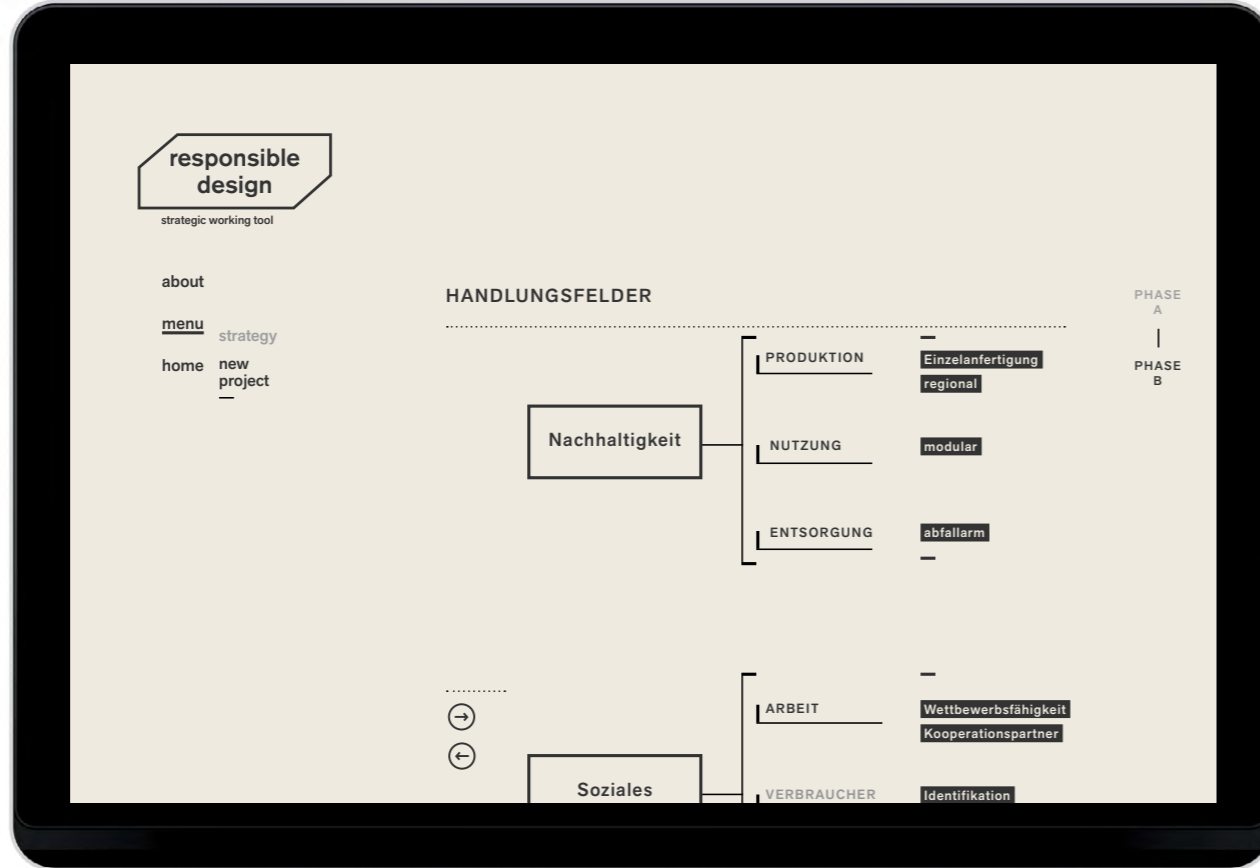 responsible
design
strategic working tool
about
menu
strategy
home
new
project
HANDLUNGSFELDER
PHASE
A
PHASE
B
Nachhaltigkeit
PRODUKTION
Einzelanfertigung
regional
NUTZUNG
modular
ENTSORGUNG
abfallarm
Soziales
ARBEIT
Wettbewerbsfähigkeit
Kooperationspartner
VERBRAUCHER
Identifikation